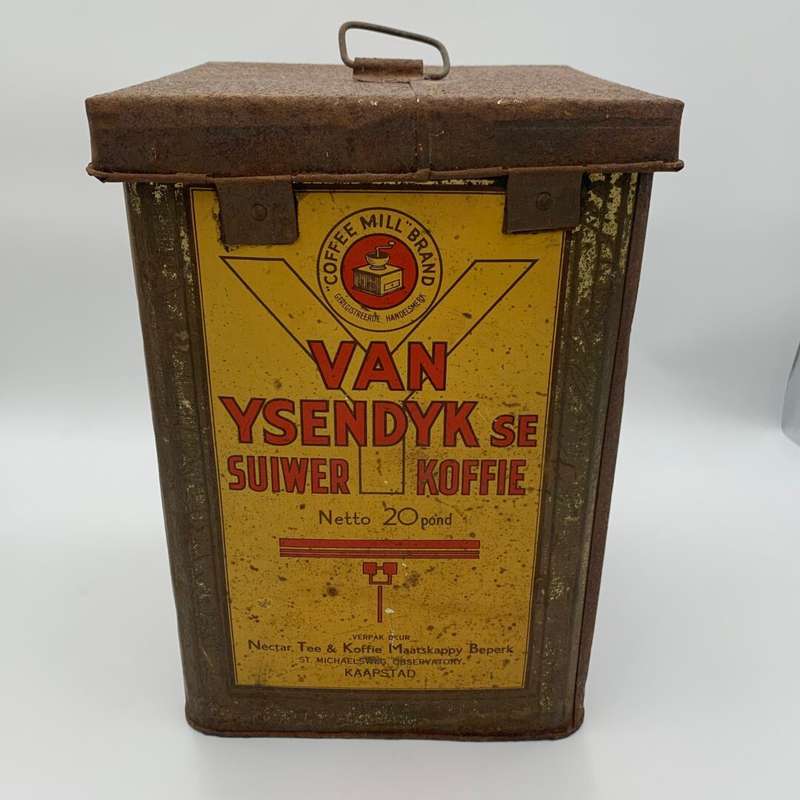 "COFFEE MILL" BRAND
GEREGISTREERDE HANDELSMERK
VAN
YSENDYK SE
SUIWER KOFFIE
Netto 20 pond
VERPAK DEUR
Nectar Tee & Koffie Maatskappy Beperk
ST. MICHAELSWEG, OBSERVATORY.
KAAPSTAD